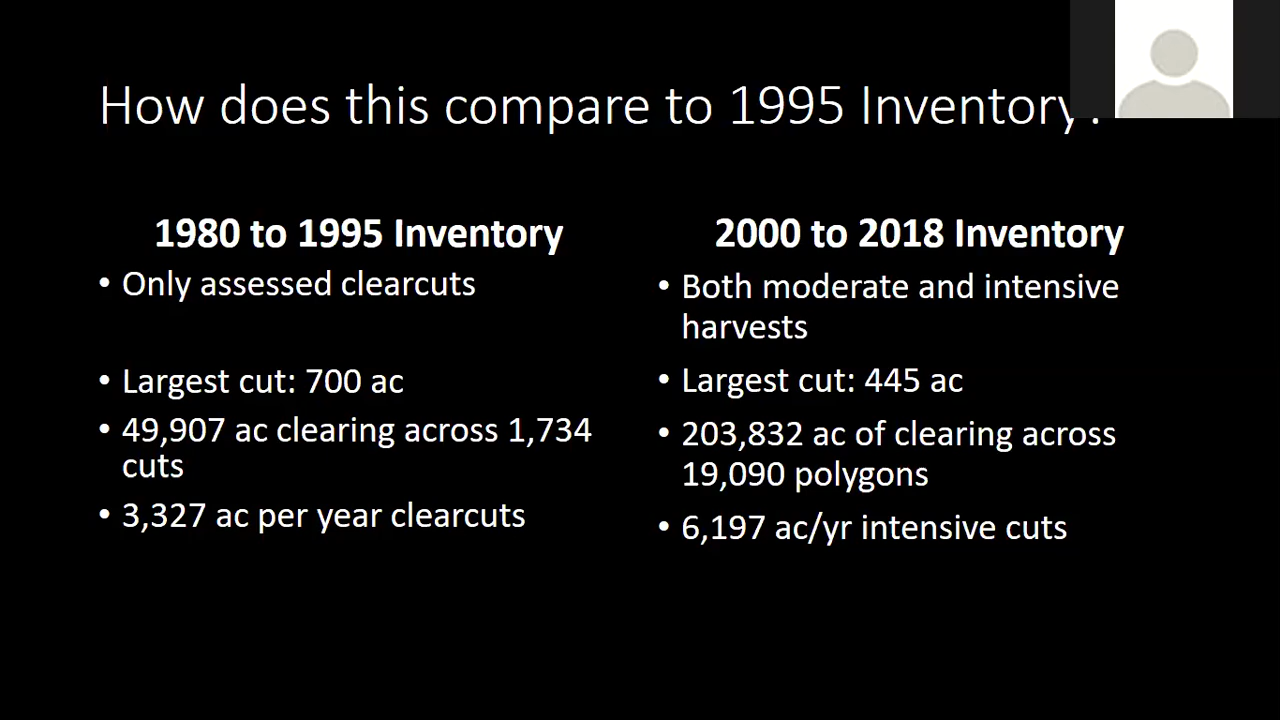 How does this compare to 1995 Inventory?
1980 to 1995 Inventory
• Only assessed clearcuts
• Largest cut: 700 ac
• 49,907 ac clearing across 1,734
cuts
• 3,327 ac per year clearcuts
2000 to 2018 Inventory
• Both moderate and intensive
harvests
• Largest cut: 445 ac
• 203,832 ac of clearing across
19,090 polygons
• 6,197 ac/yr intensive cuts